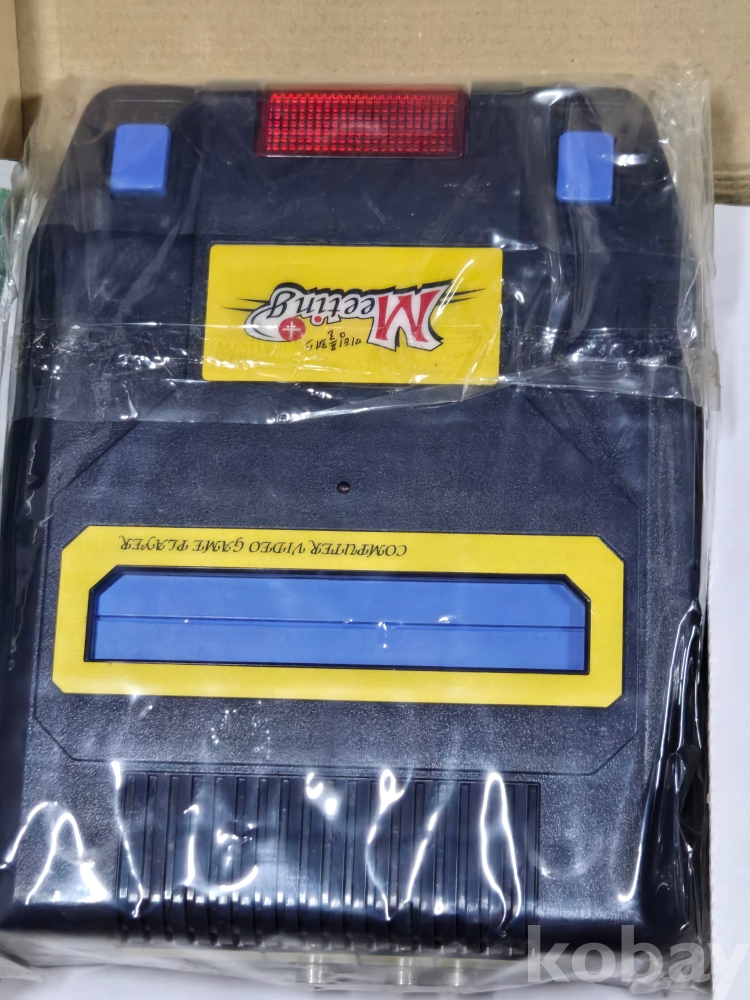 Meeting
COMPUTER VIDEO GAME PLAYER
kobay